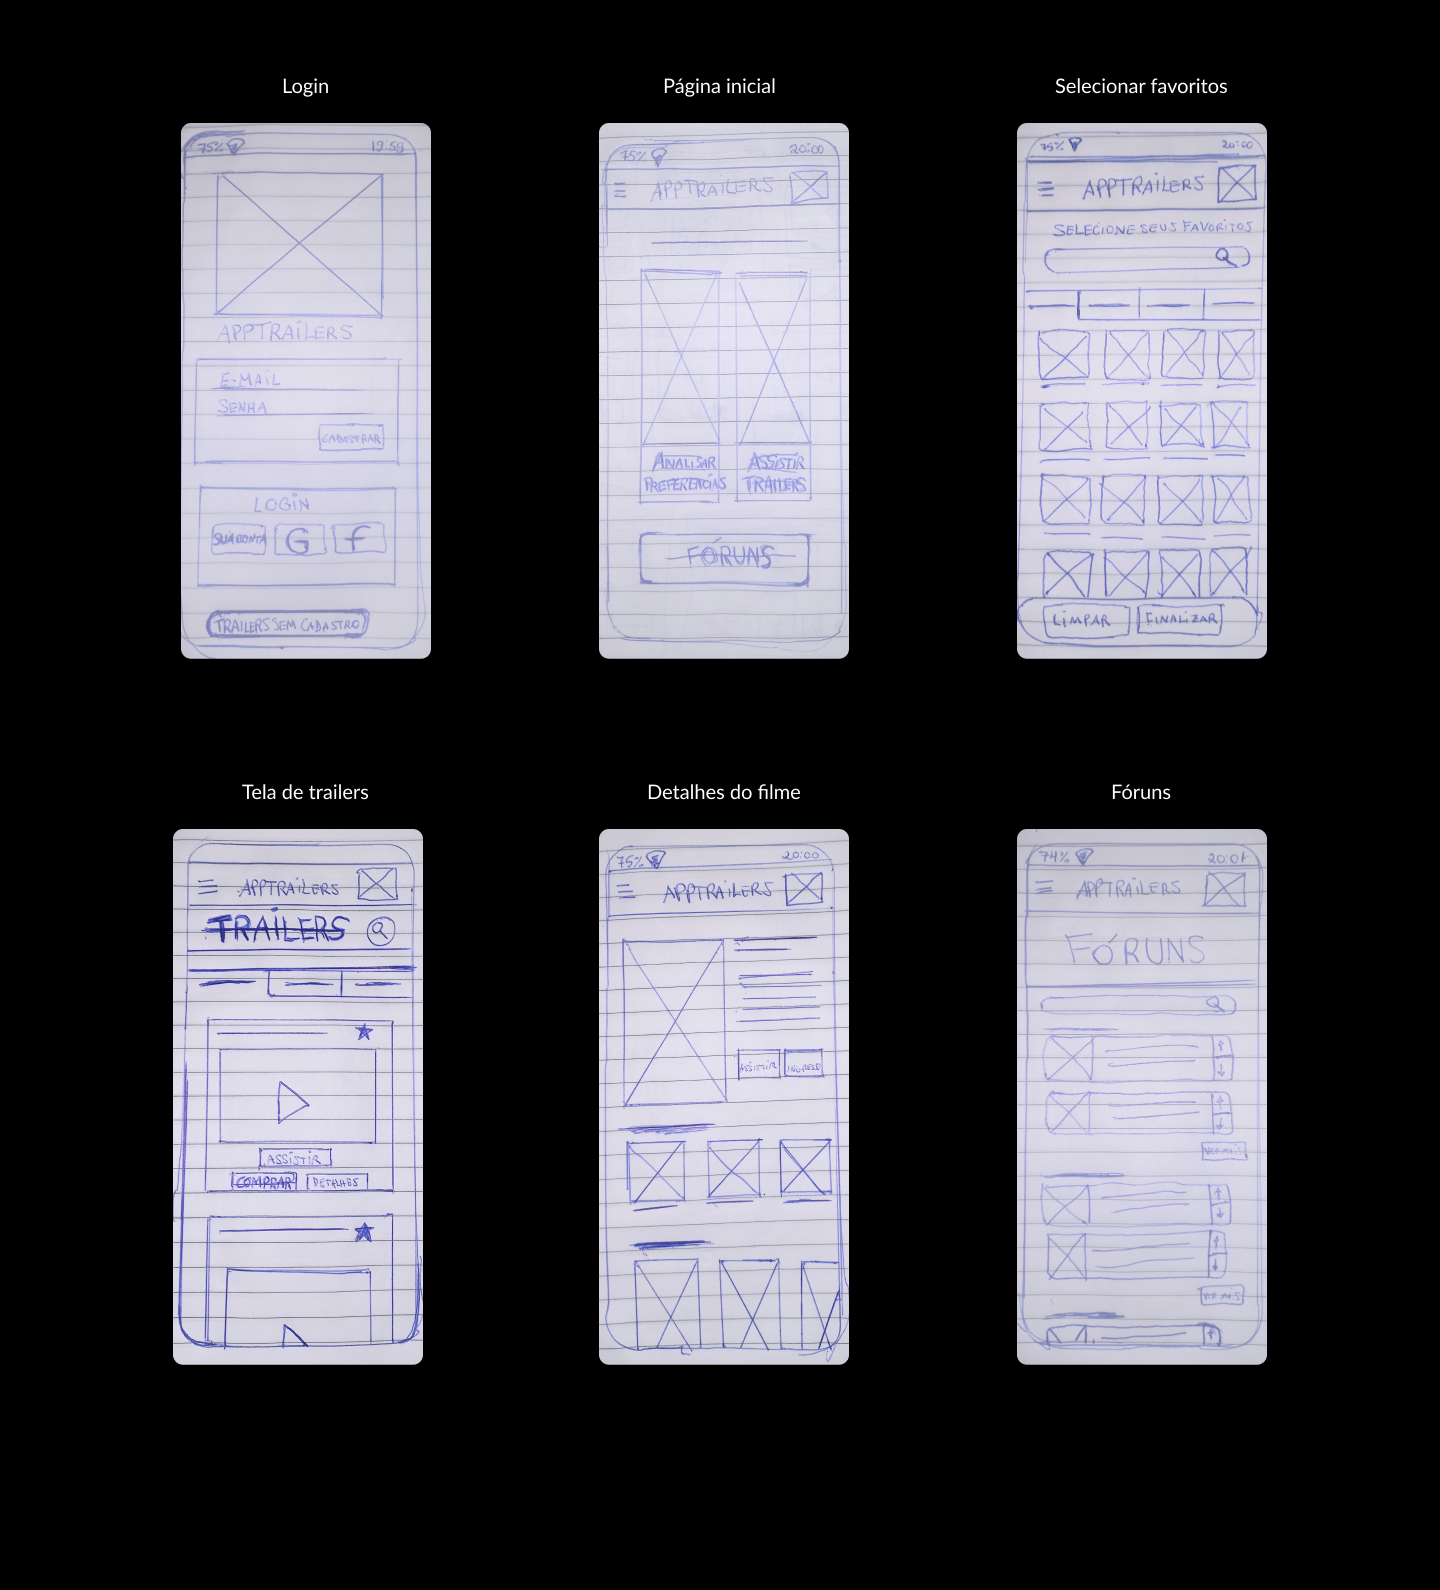 Login
75% 19:59
APPTRAILERS
E-MAIL
SENHA
CADASTRAR
LOGIN
SUA CONTA G f
TRAILERS SEM CADASTRO
Página inicial
75% 20:00
APPTRAILERS
ANALISAR
PREFERENCIAS
ASSISTIR
TRAILERS
FÓRUNS
Selecionar favoritos
75% 20:00
APPTRAILERS
SELECIONE SEUS FAVORITOS
LIMPAR FINALIZAR
Tela de trailers
APPTRAILERS
TRAILERS
ASSISTIR
COMPRAR DETALHES
Detalhes do filme
75% 20:00
APPTRAILERS
ASSISTIR INGRESSO
Fóruns
74% 20:01
APPTRAILERS
FÓRUNS
VER MAIS
VER MAIS